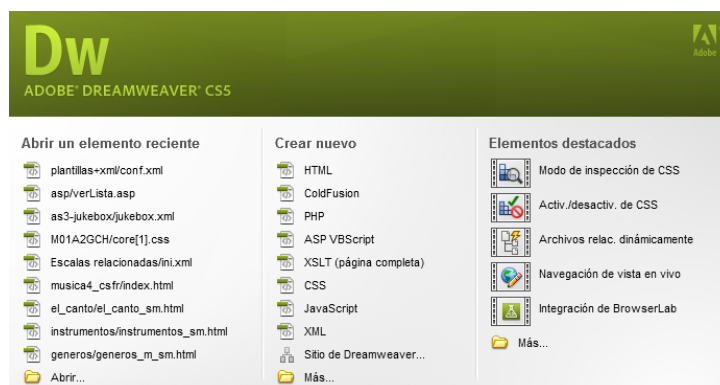 Dw
ADOBE® DREAMWEAVER® CS5
Adobe
Abrir un elemento reciente
plantillas+xml/conf.xml
asp/verLista.asp
as3-jukebox/jukebox.xml
M01A2GCH/core[1].css
Escalas relacionadas/ini.xml
musica4_csfr/index.html
el_canto/el_canto_sm.html
instrumentos/instrumentos_sm.html
generos/generos_m_sm.html
Abrir...
Crear nuevo
HTML
ColdFusion
PHP
ASP VBScript
XSLT (página completa)
CSS
JavaScript
XML
Sitio de Dreamweaver...
Más...
Elementos destacados
Modo de inspección de CSS
Activ./desactiv. de CSS
Archivos relac. dinámicamente
Navegación de vista en vivo
Integración de BrowserLab
Más...